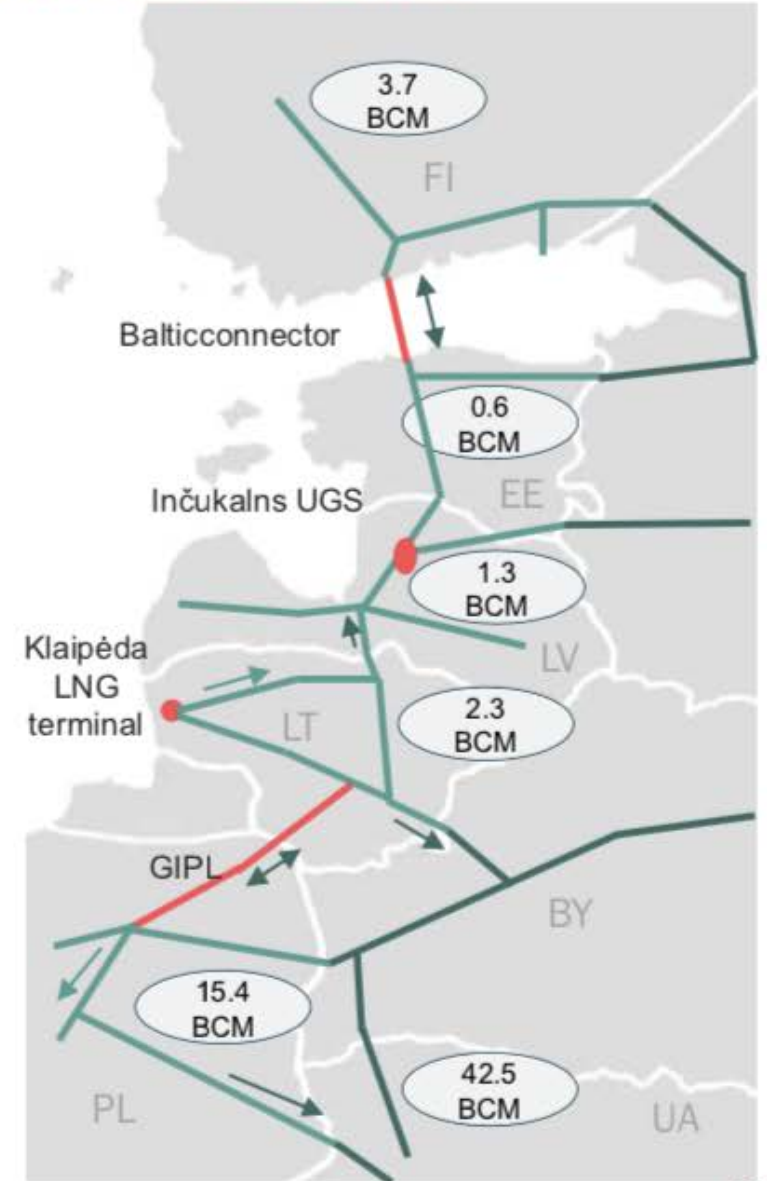 3.7
BCM
FI
Balticconnector
0.6
BCM
Inčukalns UGS
EE
1.3
BCM
Klaipėda
LNG
terminal
LV
LT
2.3
BCM
GIPL
BY
15.4
BCM
42.5
BCM
PL
UA